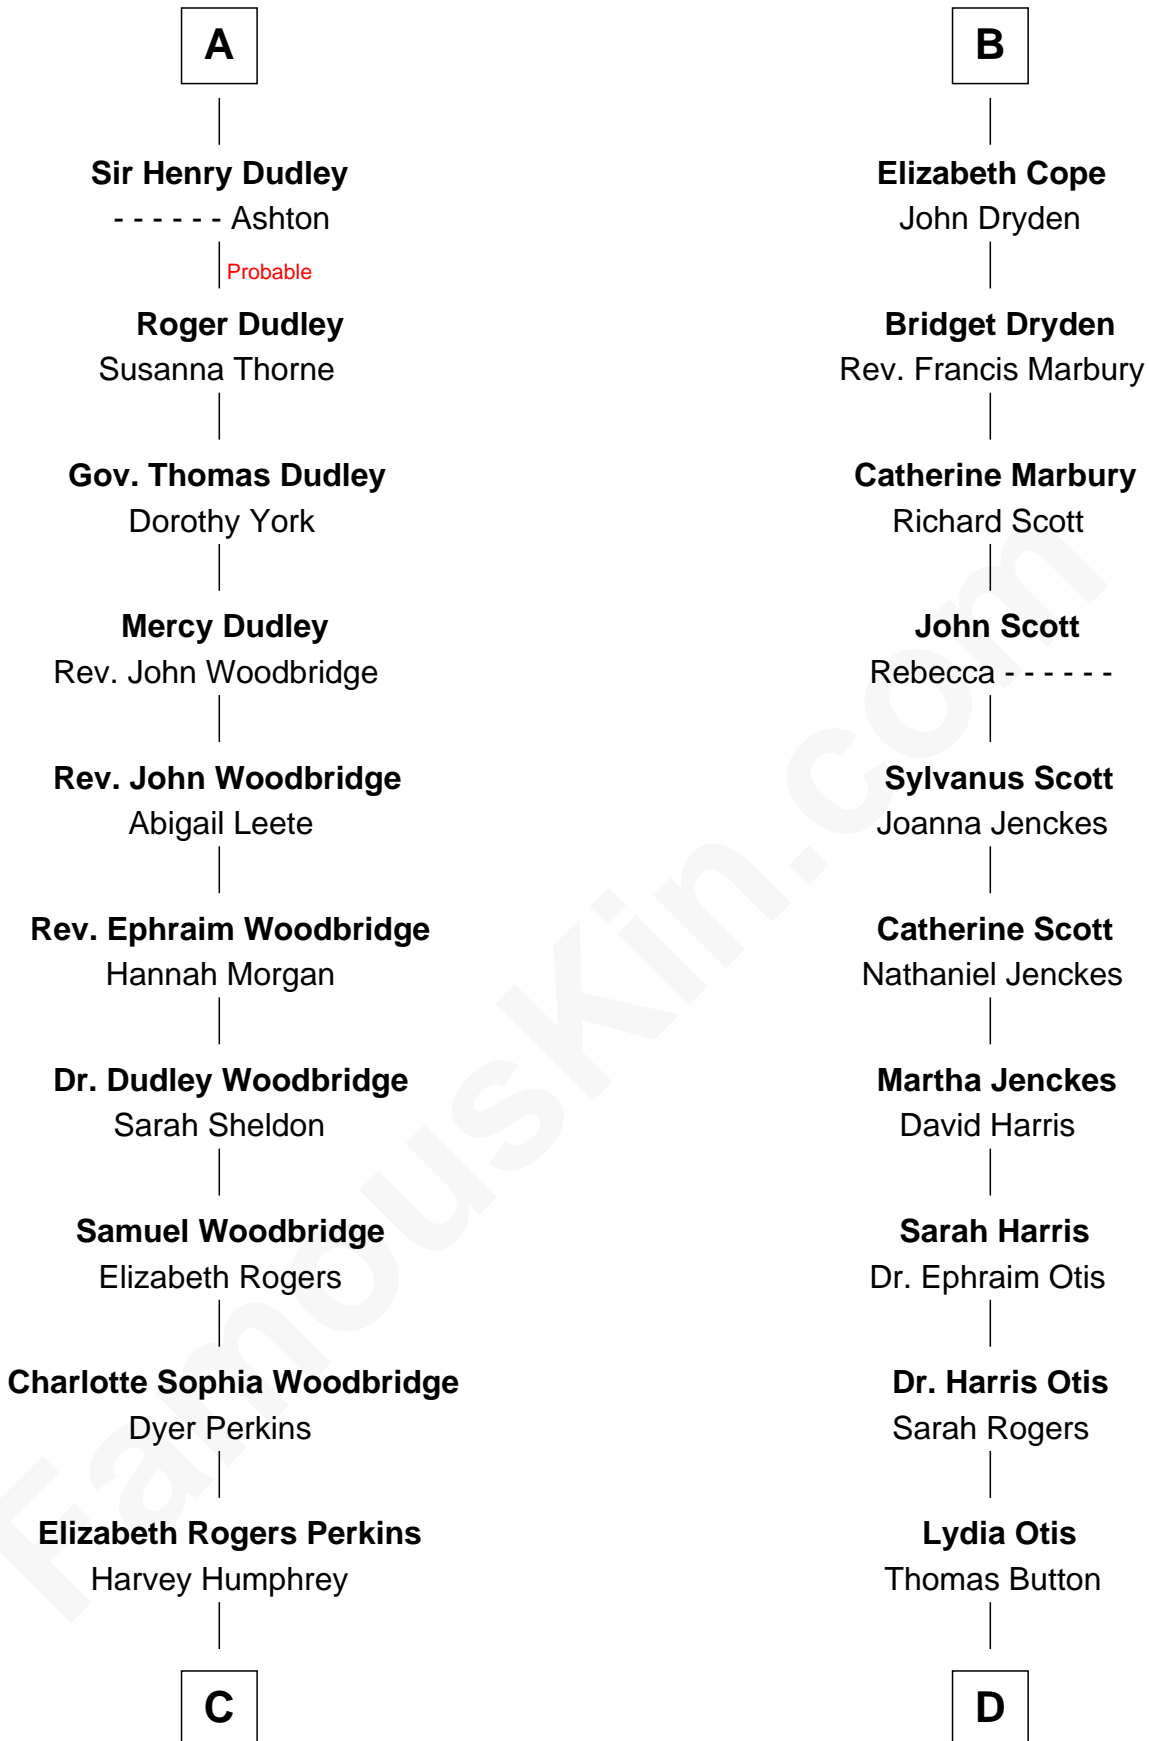 A
Sir Henry Dudley
- - - - - - Ashton
Probable
Roger Dudley
Susanna Thorne
Gov. Thomas Dudley
Dorothy York
Mercy Dudley
Rev. John Woodbridge
Rev. John Woodbridge
Abigail Leete
Rev. Ephraim Woodbridge
Hannah Morgan
Dr. Dudley Woodbridge
Sarah Sheldon
Samuel Woodbridge
Elizabeth Rogers
Charlotte Sophia Woodbridge
Dyer Perkins
Elizabeth Rogers Perkins
Harvey Humphrey
C
B
Elizabeth Cope
John Dryden
Bridget Dryden
Rev. Francis Marbury
Catherine Marbury
Richard Scott
John Scott
Rebecca - - - - - -
Sylvanus Scott
Joanna Jenckes
Catherine Scott
Nathaniel Jenckes
Martha Jenckes
David Harris
Sarah Harris
Dr. Ephraim Otis
Dr. Harris Otis
Sarah Rogers
Lydia Otis
Thomas Button
D
FamousKin.com